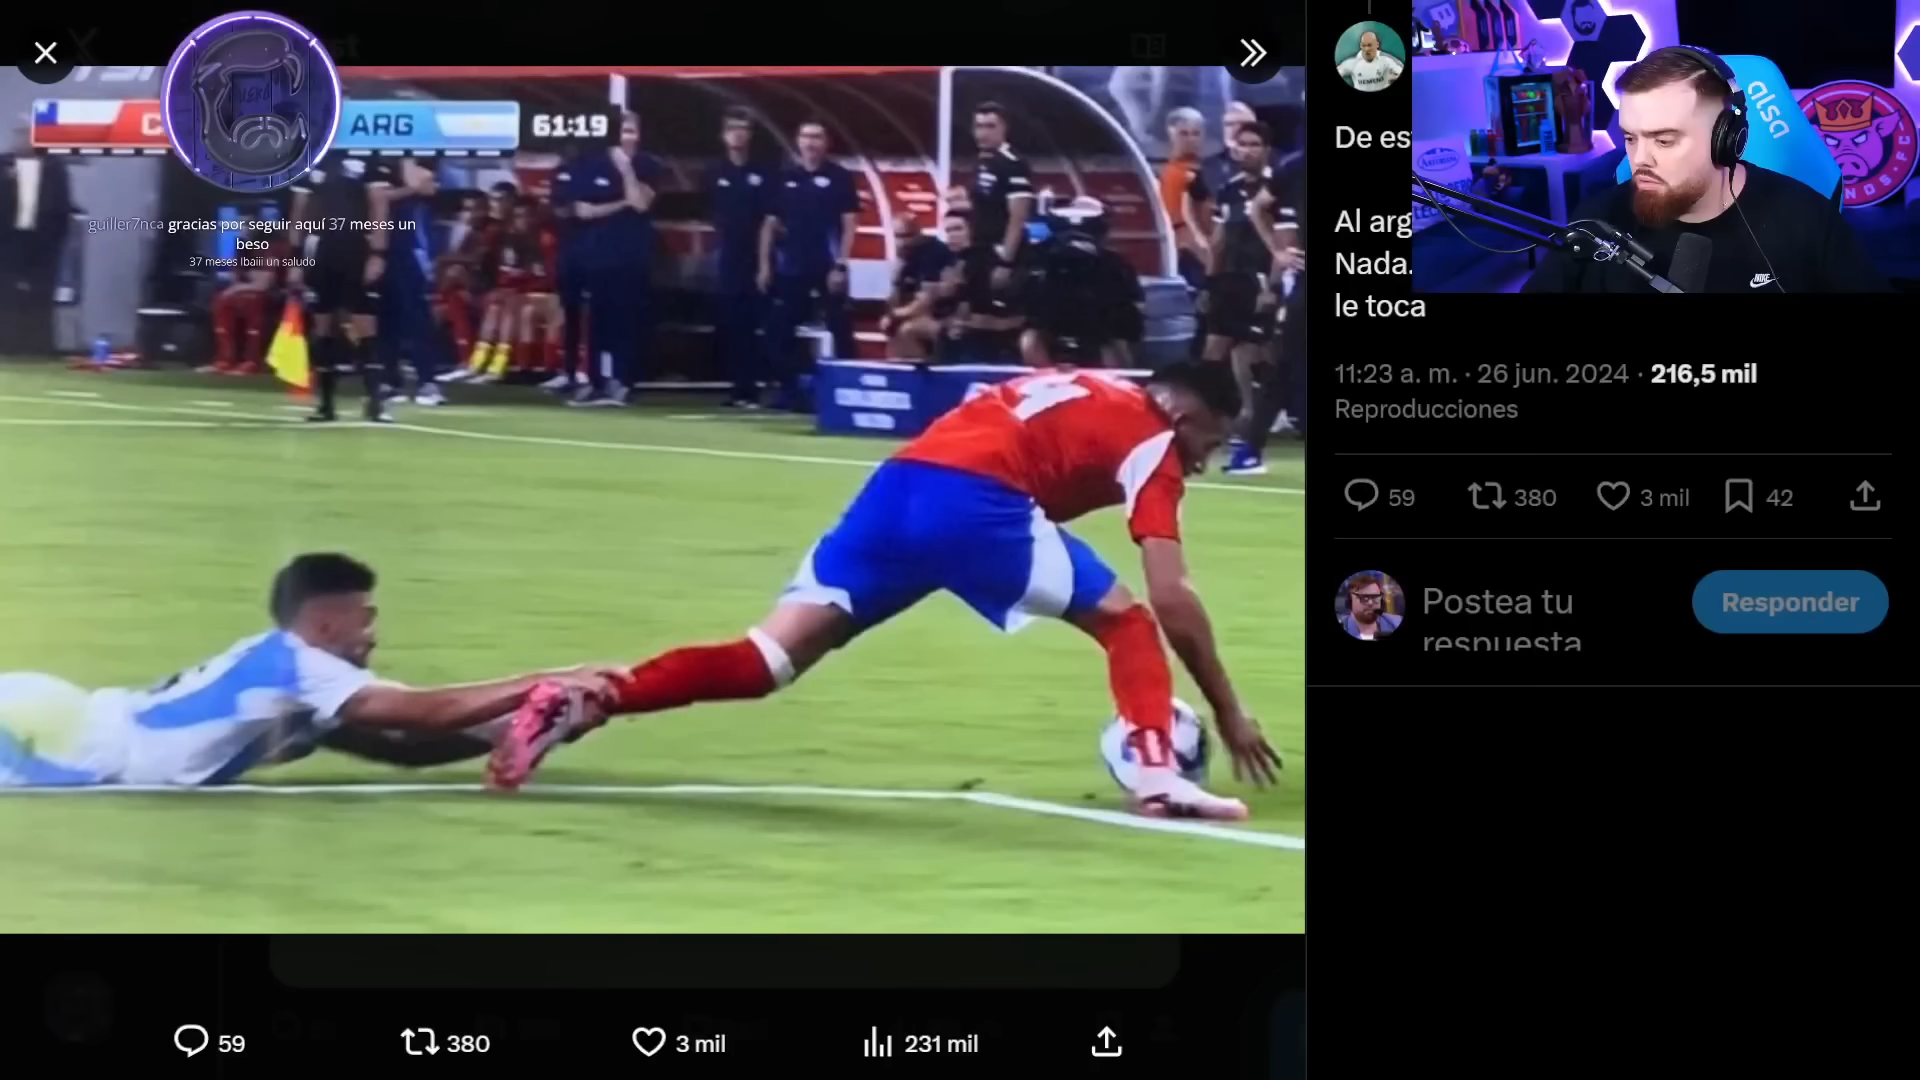 ARG
61:19
guiller7nca gracias por seguir aquí 37 meses un
beso
37 meses Ibaiii un saludo
De es
Al arg
Nada.
le toca
11:23 a. m. · 26 jun. 2024 · 216,5 mil
Reproducciones
59
380
3 mil
42
Postea tu
respuesta
Responder
59
380
3 mil
231 mil
alsa
NIKE